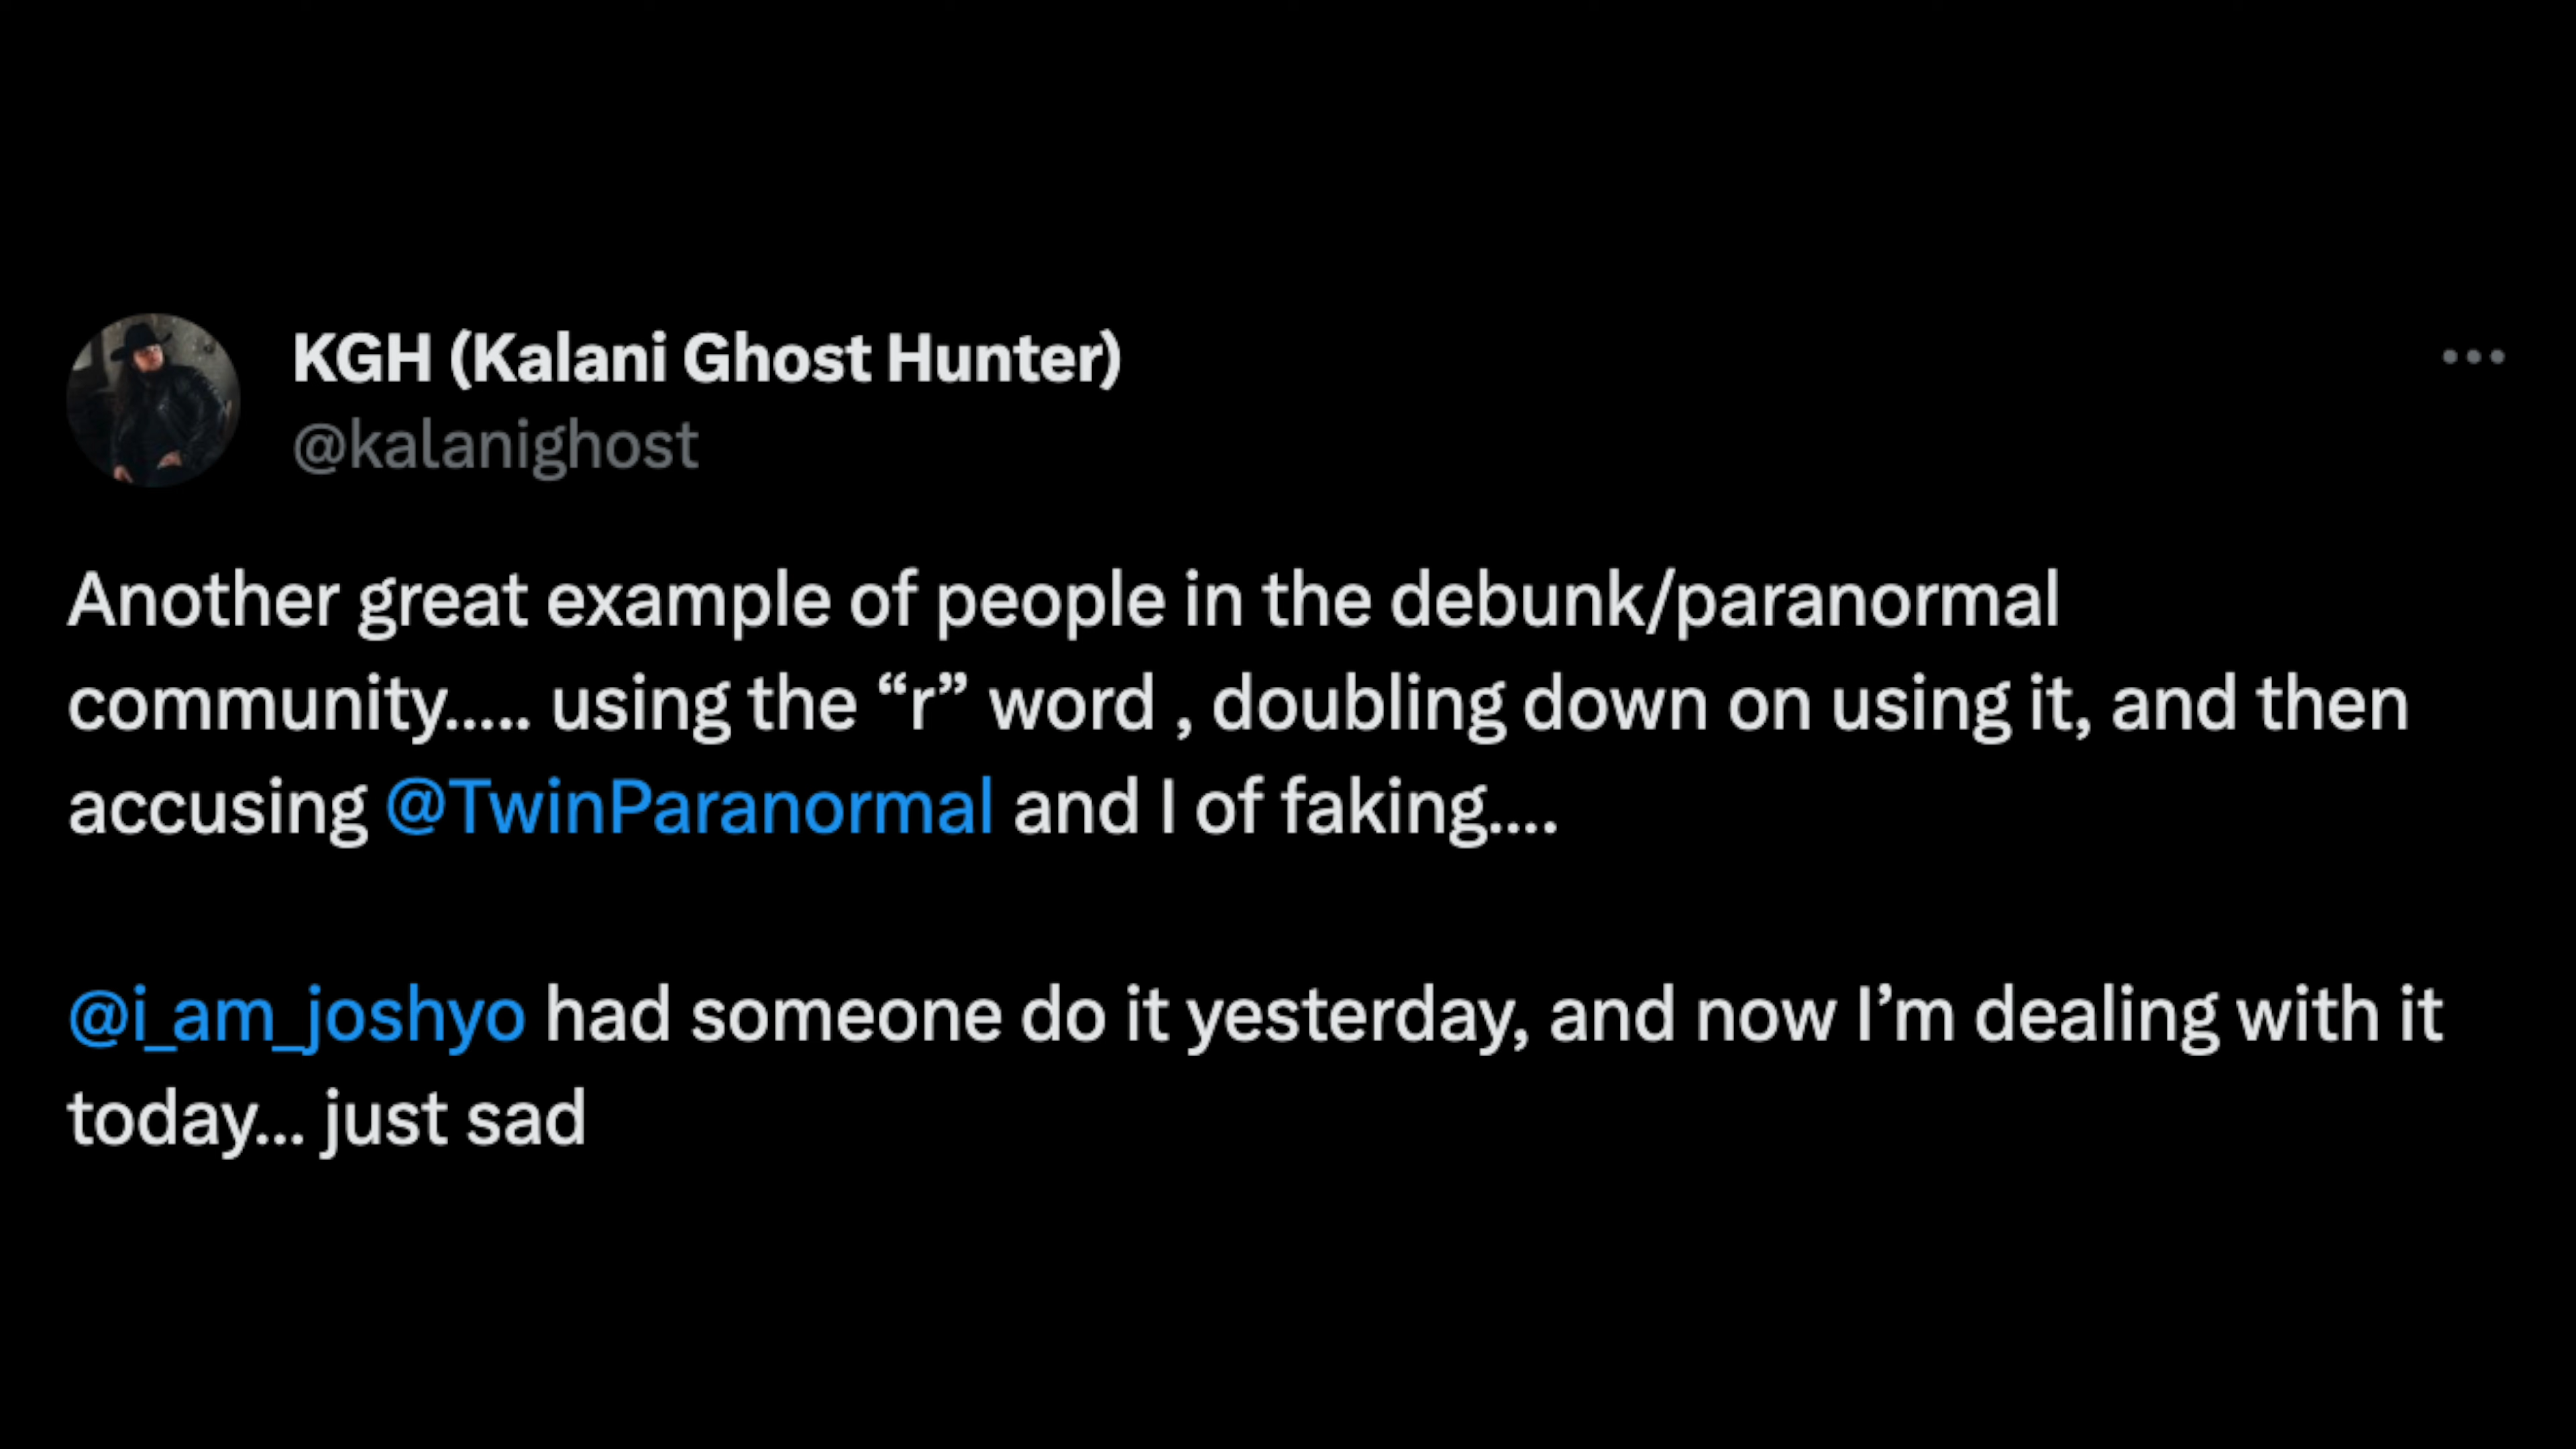 KGH (Kalani Ghost Hunter)
@kalanighost
Another great example of people in the debunk/paranormal
community..... using the “r” word , doubling down on using it, and then
accusing @TwinParanormal and I of faking....
@i_am_joshyo had someone do it yesterday, and now I’m dealing with it
today... just sad